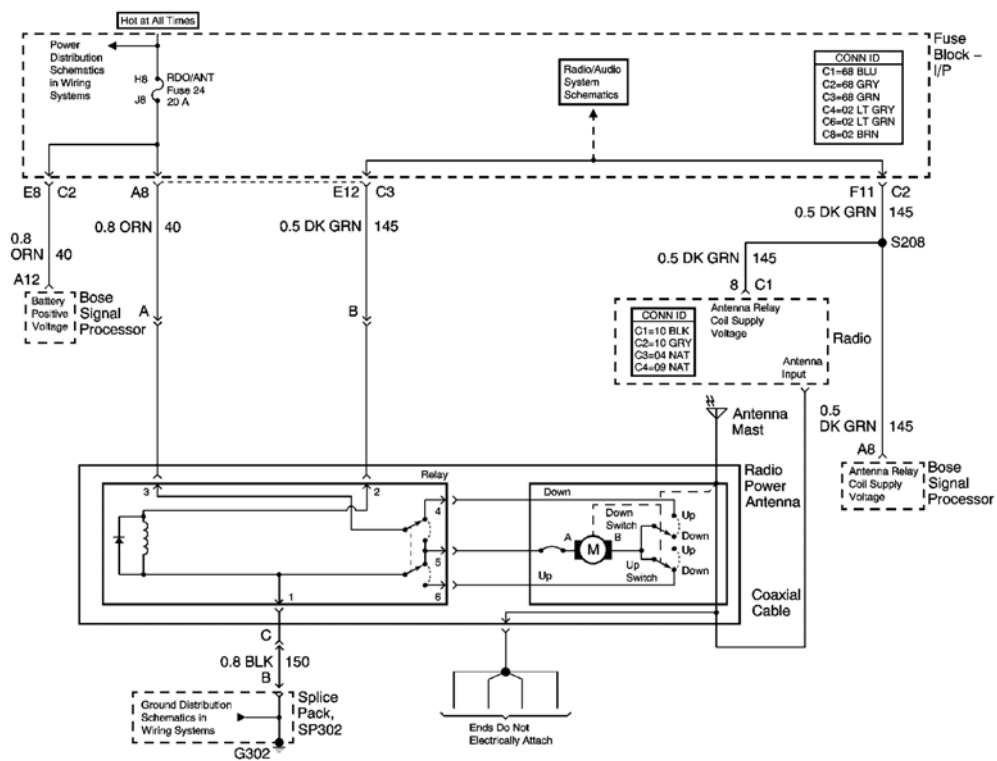 Hot at All Times
Power
Distribution
Schematics
in Wiring
Systems
H8
J8
RDO/ANT
Fuse 24
20 A
Radio/Audio
System
Schematics
CONN ID
C1=68 BLU
C2=68 GRY
C3=68 GRN
C4=02 LT GRY
C6=02 LT GRN
C8=02 BRN
Fuse
Block –
I/P
E8 C2
A8
E12 C3
F11 C2
0.8
ORN 40
0.8 ORN 40
0.5 DK GRN 145
0.5 DK GRN 145
S208
0.5 DK GRN 145
A12
Battery
Positive
Voltage
Bose
Signal
Processor
A
B
8 C1
CONN ID
C1=10 BLK
C2=10 GRY
C3=04 NAT
C4=09 NAT
Antenna Relay
Coil Supply
Voltage
Antenna
Input
Radio
Antenna
Mast
0.5
DK GRN 145
A8
Antenna Relay
Coil Supply
Voltage
Bose
Signal
Processor
Relay
Radio
Power
Antenna
3
2
4
5
6
1
Down
Down
Switch
A
M
B
Up
Down
Up
Down
Up
Up
Switch
Coaxial
Cable
C
0.8 BLK 150
B
Ground Distribution
Schematics in
Wiring Systems
Splice
Pack,
SP302
G302
Ends Do Not
Electrically Attach